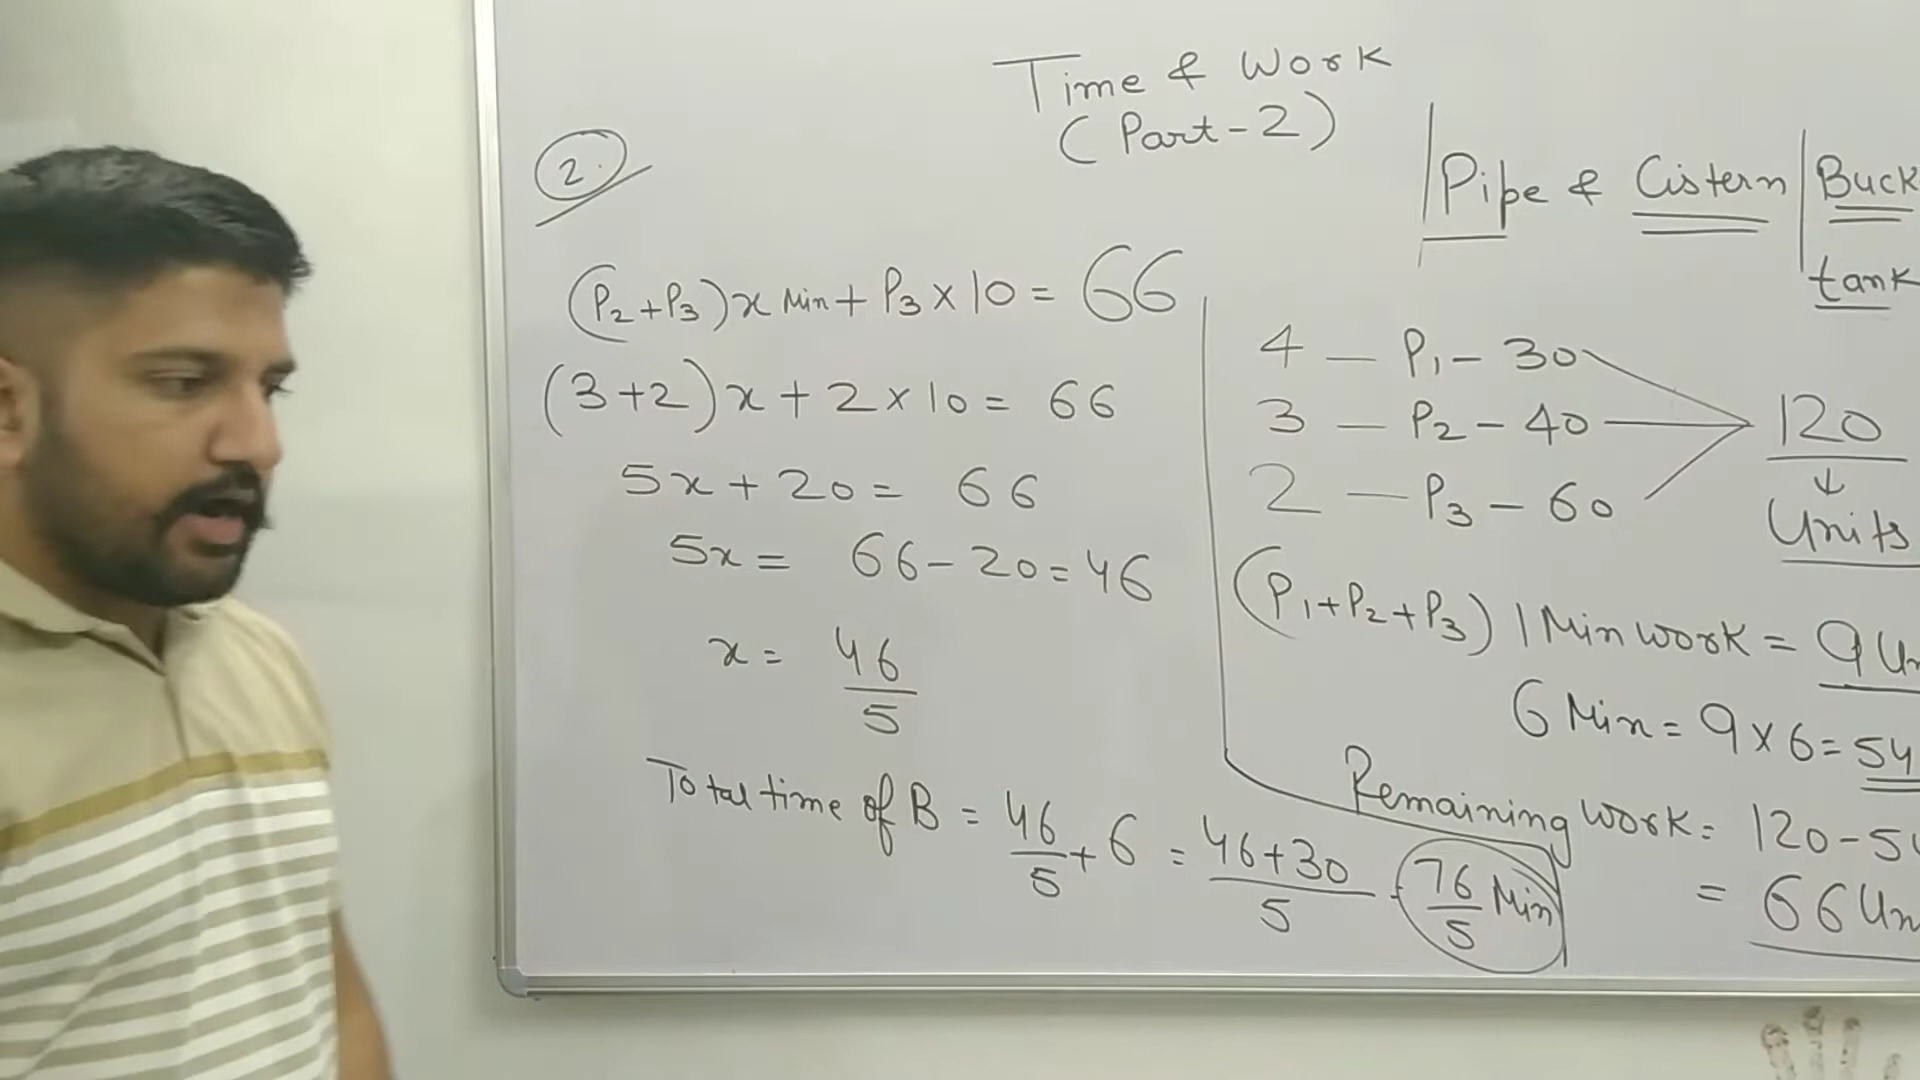 Time & Work
(Part-2)
2.
Pipe & Cistern | Buck
tank
(P₂+P₃)x Min + P₃×10 = 66
(3+2)x + 2×10 = 66
5x + 20 = 66
5x = 66-20 = 46
x = 46/5
Total time of B = 46/5 + 6 = 46+30/5 - 76/5 Min
4 — P₁ - 30
3 — P₂ - 40
2 — P₃ - 60
120
↓
Units
(P₁+P₂+P₃) 1 Min work = 9 Un
6 Min = 9×6 = 54
Remaining work = 120-54
= 66 Un